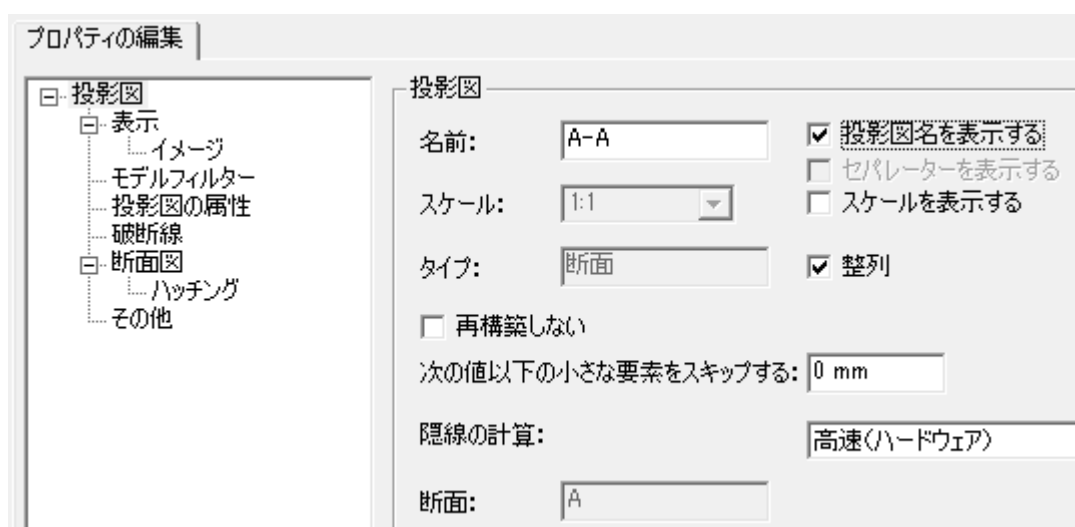 プロパティの編集
投影図
表示
イメージ
モデルフィルター
投影図の属性
破断線
断面図
ハッチング
その他
投影図
名前: A-A 投影図名を表示する
セパレーターを表示する
スケール: 1:1 スケールを表示する
タイプ: 断面 整列
再構築しない
次の値以下の小さな要素をスキップする: 0 mm
隠線の計算: 高速(ハードウェア)
断面: A